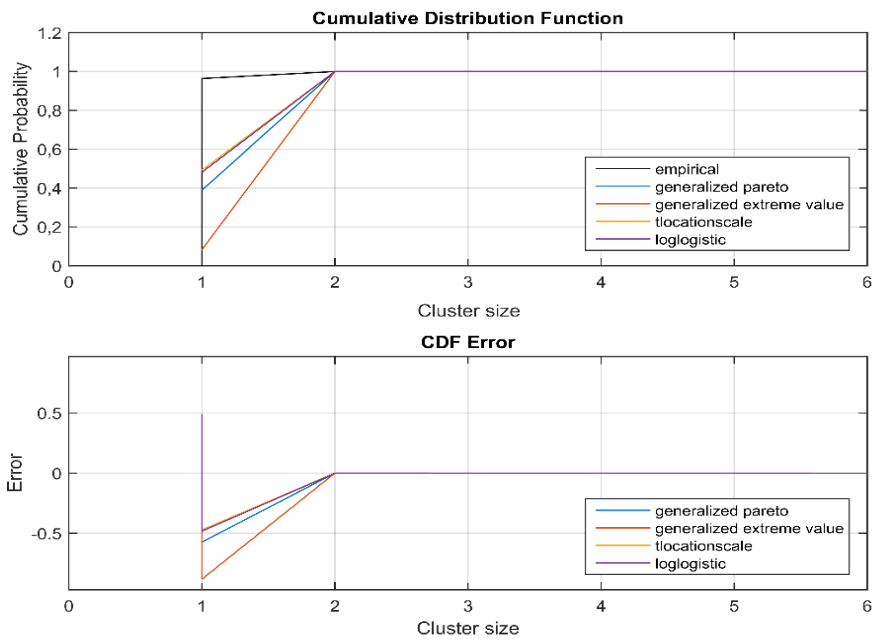 Cumulative Distribution Function
1.2
1
0.8
0.6
0.4
0.2
0
Cumulative Probability
empirical
generalized pareto
generalized extreme value
tlocationscale
loglogistic
0 1 2 3 4 5 6
Cluster size
CDF Error
0.5
0
-0.5
Error
generalized pareto
generalized extreme value
tlocationscale
loglogistic
0 1 2 3 4 5 6
Cluster size